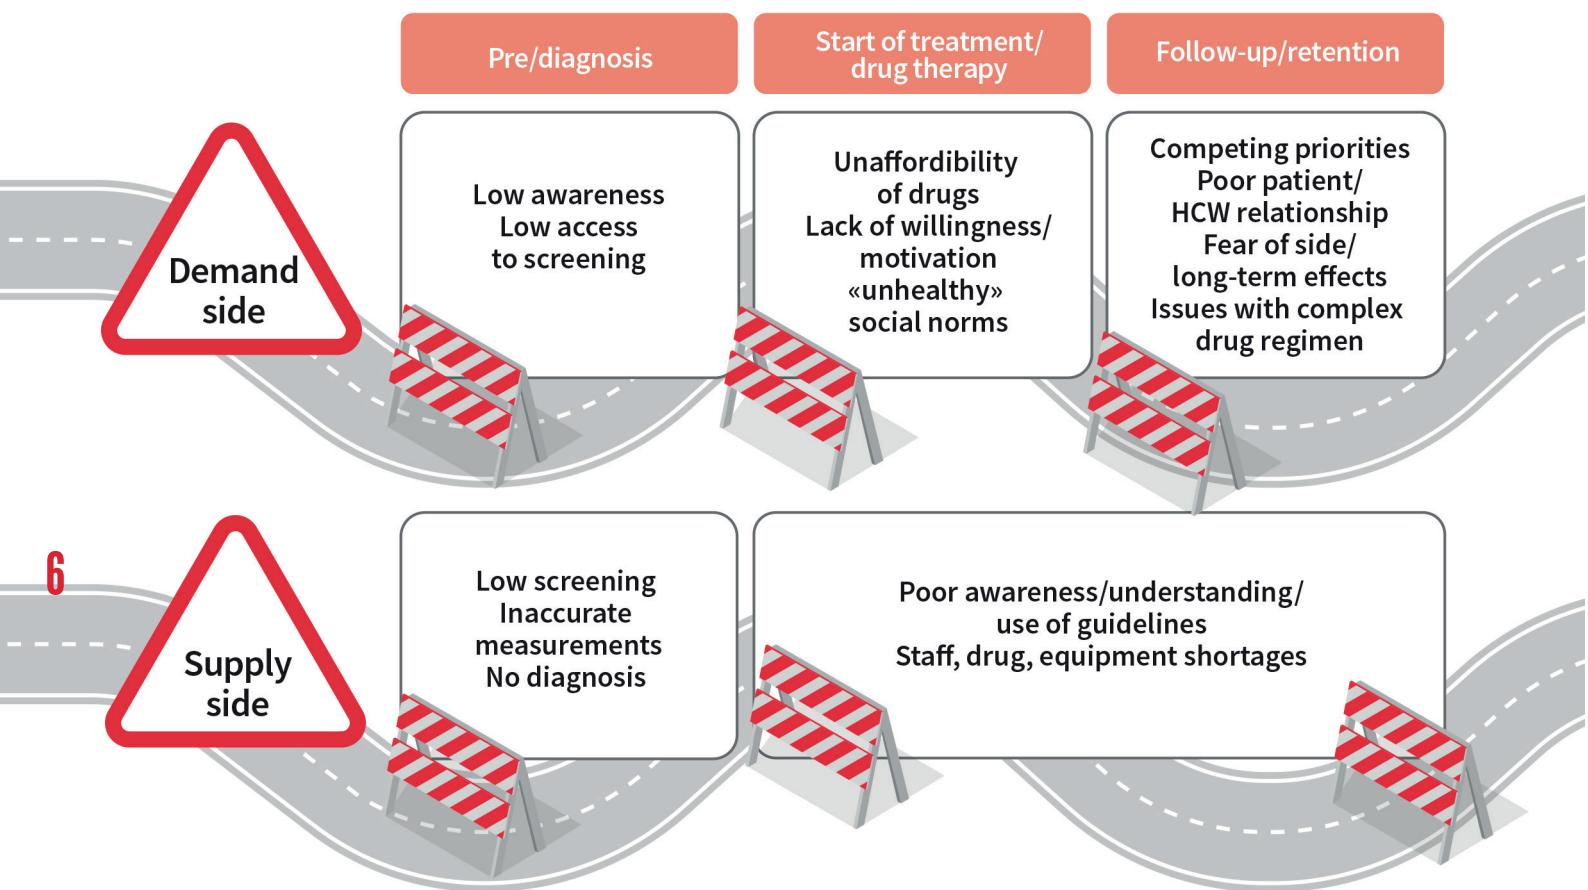 Pre/diagnosis
Start of treatment/
drug therapy
Follow-up/retention
Demand
side
Low awareness
Low access
to screening
Unaffordibility
of drugs
Lack of willingness/
motivation
«unhealthy»
social norms
Competing priorities
Poor patient/
HCW relationship
Fear of side/
long-term effects
Issues with complex
drug regimen
6
Supply
side
Low screening
Inaccurate
measurements
No diagnosis
Poor awareness/understanding/
use of guidelines
Staff, drug, equipment shortages